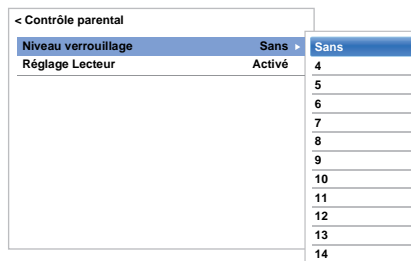 < Contrôle parental
Niveau verrouillage Sans ▸
Réglage Lecteur Activé
Sans
4
5
6
7
8
9
10
11
12
13
14